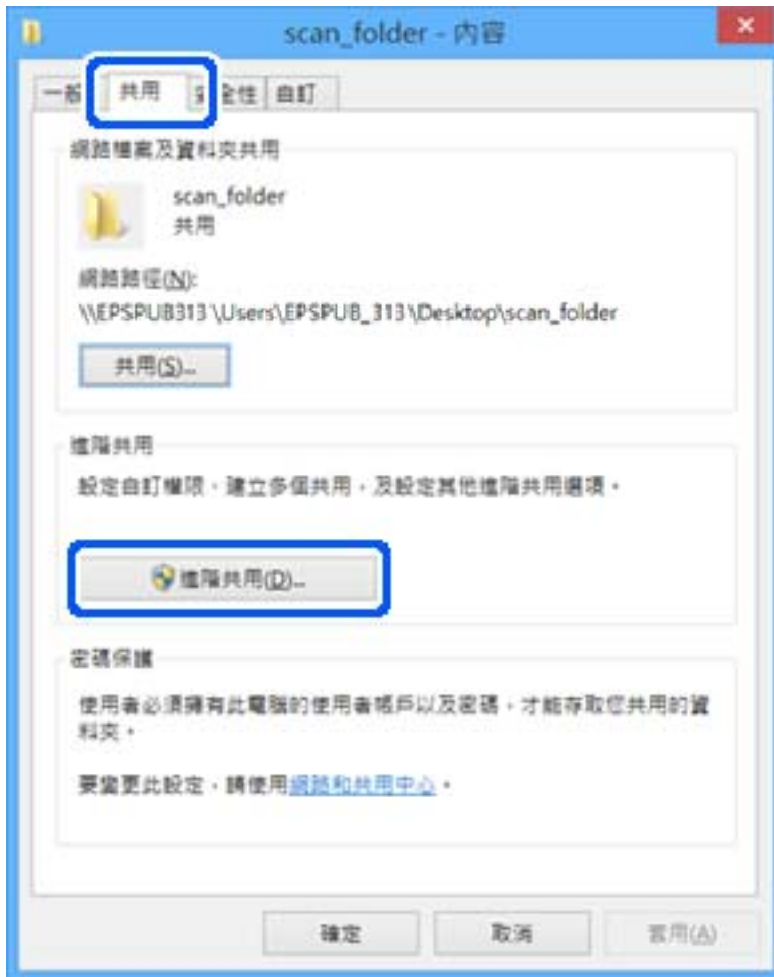 scan_folder - 內容
一般 共用 安全性 自訂
網路檔案及資料夾共用
scan_folder
共用
網路路徑(N):
\\EPSPUB313\Users\EPSPUB_313\Desktop\scan_folder
共用(S)...
進階共用
設定自訂權限，建立多個共用，及設定其他進階共用選項。
進階共用(D)...
密碼保護
使用者必須擁有此電腦的使用者帳戶以及密碼，才能存取您共用的資
料夾。
要變更此設定，請使用網路和共用中心。
確定 取消 套用(A)